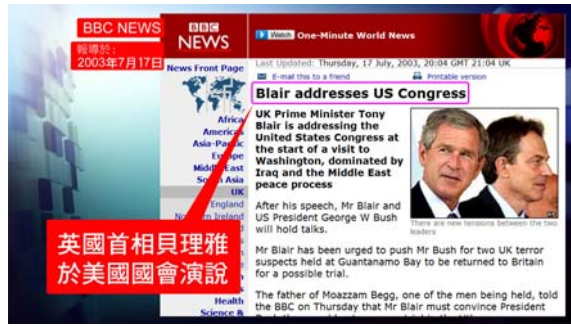 BBC NEWS
報導於:
2003年7月17日
BBC
NEWS
Watch One-Minute World News
Last Updated: Thursday, 17 July, 2003, 20:04 GMT 21:04 UK
E-mail this to a friend
Printable version
News Front Page
Africa
Americas
Asia-Pacific
Europe
Middle East
South Asia
UK
England
Northern Ireland
Health
Science &
Blair addresses US Congress
UK Prime Minister Tony
Blair is addressing the
United States Congress at
the start of a visit to
Washington, dominated by
Iraq and the Middle East
peace process
After his speech, Mr Blair and
US President George W Bush
will hold talks.
There are new tensions between the two
leaders
Mr Blair has been urged to push Mr Bush for two UK terror
suspects held at Guantanamo Bay to be returned to Britain
for a possible trial.
The father of Moazzam Begg, one of the men being held, told
the BBC on Thursday that Mr Blair must convince President
英國首相貝理雅
於美國國會演說